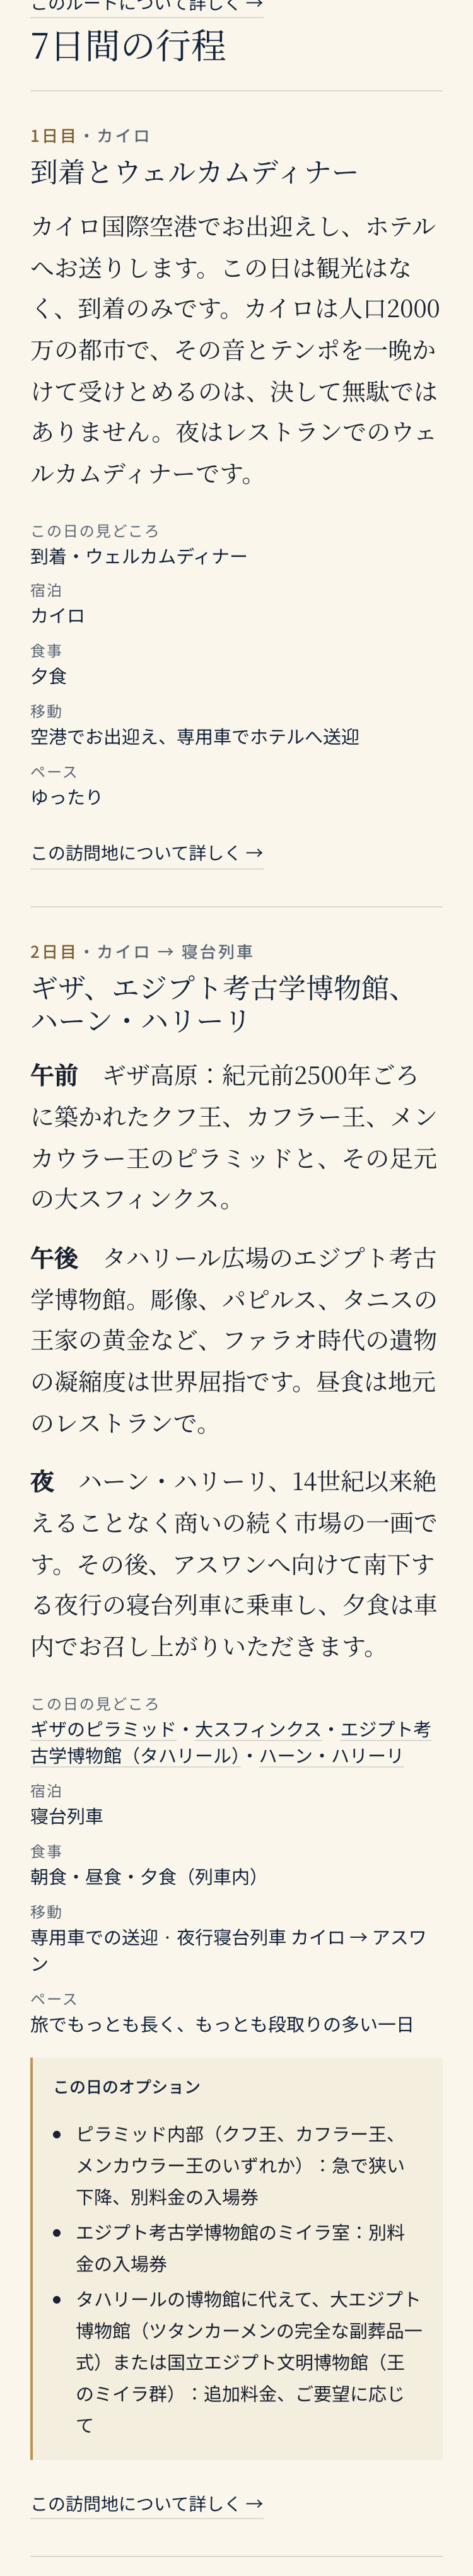 このルートについて詳しく →
7日間の行程
1日目・カイロ
到着とウェルカムディナー
カイロ国際空港でお出迎えし、ホテル
へお送りします。この日は観光はな
く、到着のみです。カイロは人口2000
万の都市で、その音とテンポを一晩か
けて受けとめるのは、決して無駄では
ありません。夜はレストランでのウェ
ルカムディナーです。
この日の見どころ
到着・ウェルカムディナー
宿泊
カイロ
食事
夕食
移動
空港でお出迎え、専用車でホテルへ送迎
ペース
ゆったり
この訪問地について詳しく →
2日目・カイロ → 寝台列車
ギザ、エジプト考古学博物館、
ハーン・ハリーリ
午前　ギザ高原：紀元前2500年ごろ
に築かれたクフ王、カフラー王、メン
カウラー王のピラミッドと、その足元
の大スフィンクス。
午後　タハリール広場のエジプト考古
学博物館。彫像、パピルス、タニスの
王家の黄金など、ファラオ時代の遺物
の凝縮度は世界屈指です。昼食は地元
のレストランで。
夜　ハーン・ハリーリ、14世紀以来絶
えることなく商いの続く市場の一画で
す。その後、アスワンへ向けて南下す
る夜行の寝台列車に乗車し、夕食は車
内でお召し上がりいただきます。
この日の見どころ
ギザのピラミッド・大スフィンクス・エジプト考
古学博物館（タハリール）・ハーン・ハリーリ
宿泊
寝台列車
食事
朝食・昼食・夕食（列車内）
移動
専用車での送迎 · 夜行寝台列車 カイロ → アスワ
ン
ペース
旅でもっとも長く、もっとも段取りの多い一日
この日のオプション
• ピラミッド内部（クフ王、カフラー王、
メンカウラー王のいずれか）：急で狭い
下降、別料金の入場券
• エジプト考古学博物館のミイラ室：別料
金の入場券
• タハリールの博物館に代えて、大エジプト
博物館（ツタンカーメンの完全な副葬品一
式）または国立エジプト文明博物館（王
のミイラ群）：追加料金、ご要望に応じ
て
この訪問地について詳しく →